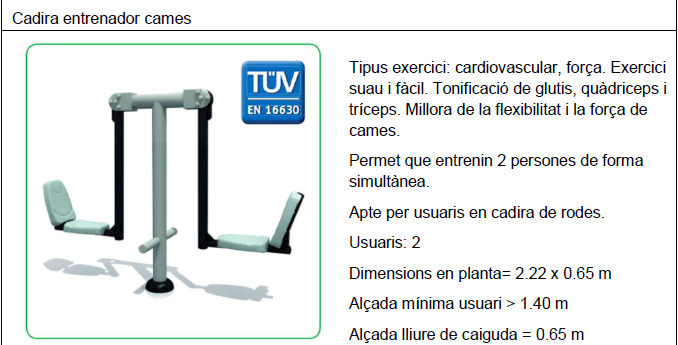 Cadira entrenador cames
TÜV
EN 16630
Tipus exercici: cardiovascular, força. Exercici
suau i fàcil. Tonificació de glutis, quàdriceps i
tríceps. Millora de la flexibilitat i la força de
cames.
Permet que entrenin 2 persones de forma
simultànea.
Apte per usuaris en cadira de rodes.
Usuaris: 2
Dimensions en planta= 2.22 x 0.65 m
Alçada mínima usuari > 1.40 m
Alçada lliure de caiguda = 0.65 m